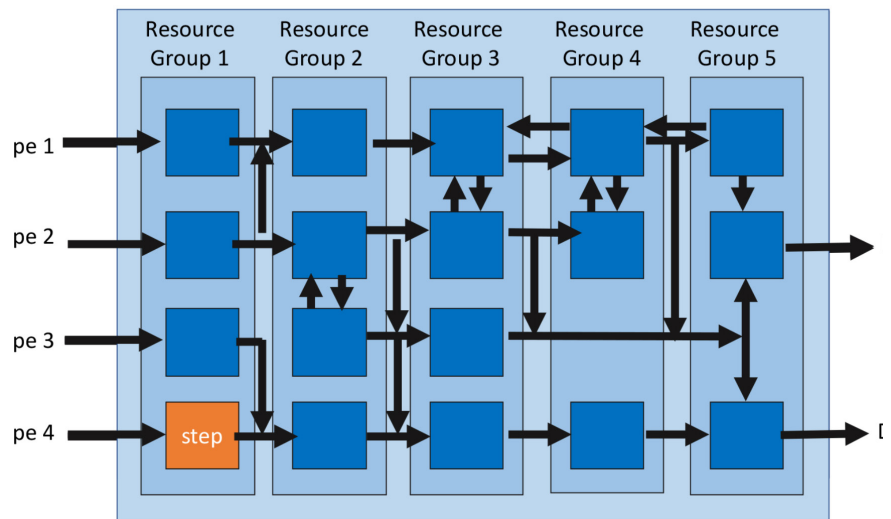 Resource
Group 1
Resource
Group 2
Resource
Group 3
Resource
Group 4
Resource
Group 5
pe 1
pe 2
pe 3
pe 4
step